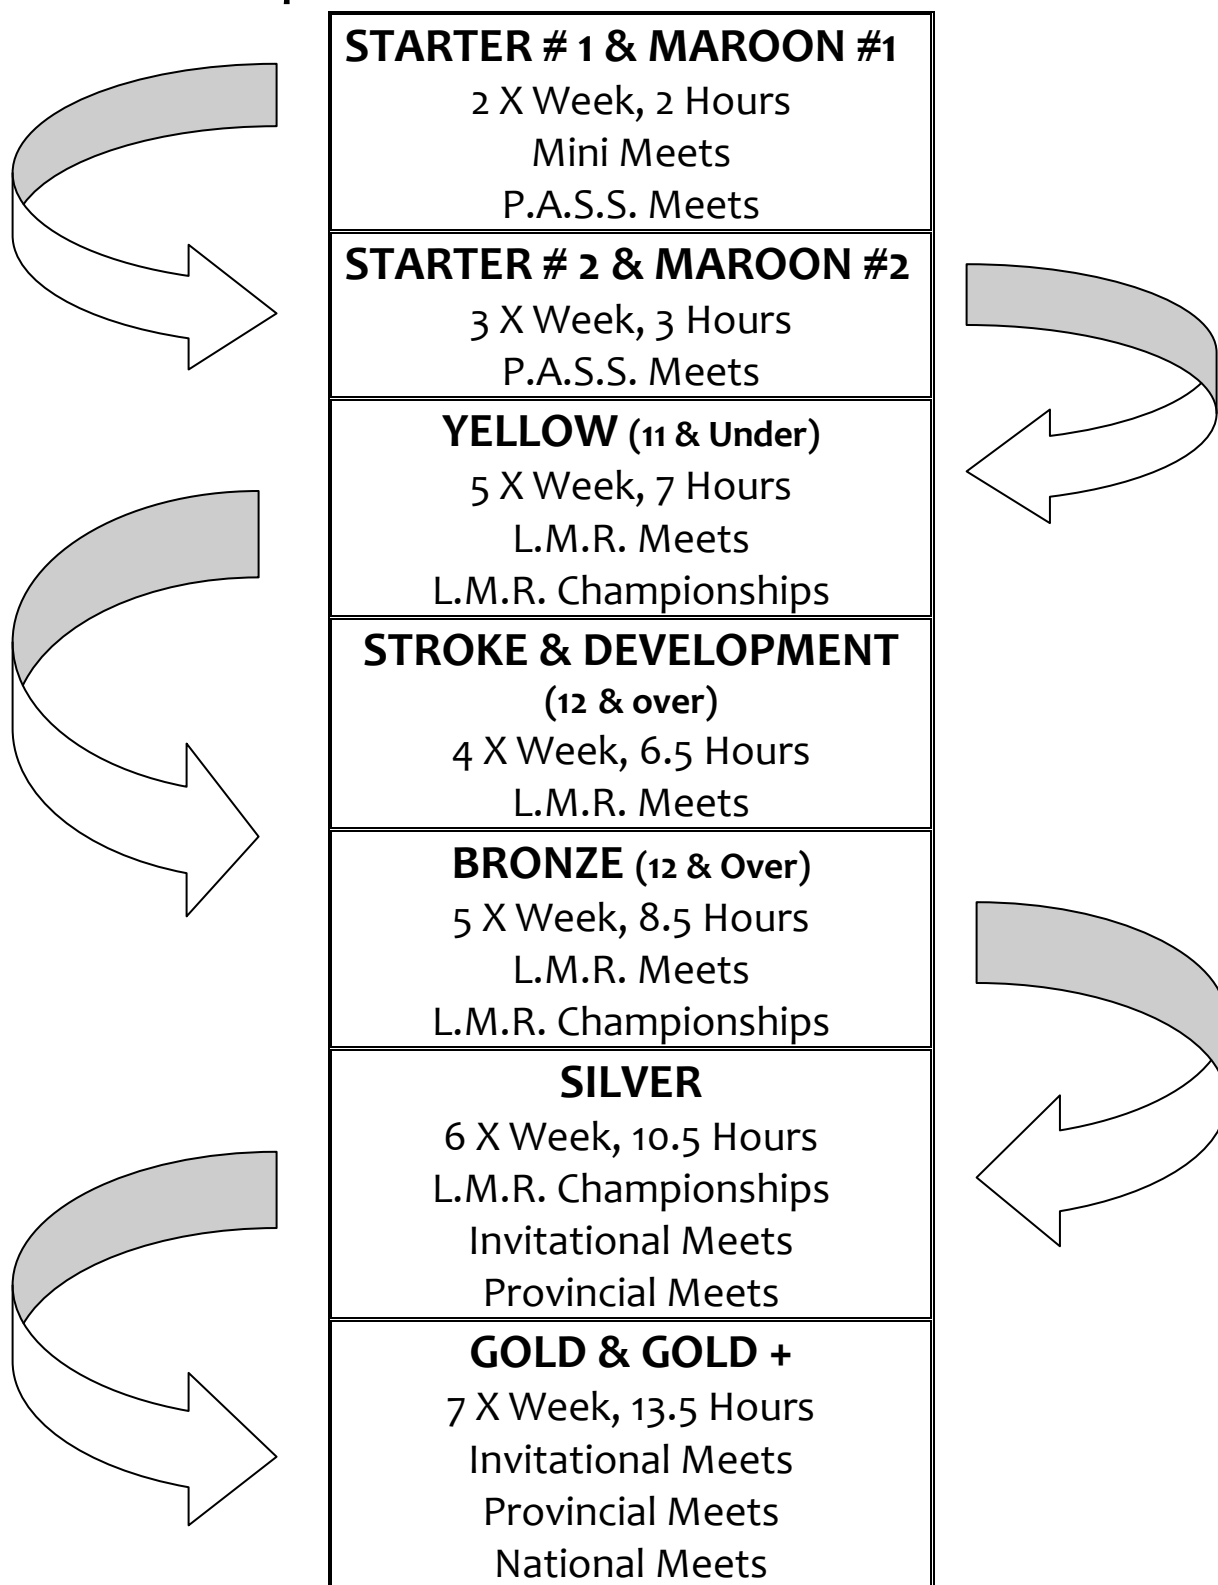 STARTER # 1 & MAROON #1
2 X Week, 2 Hours
Mini Meets
P.A.S.S. Meets
STARTER # 2 & MAROON #2
3 X Week, 3 Hours
P.A.S.S. Meets
YELLOW (11 & Under)
5 X Week, 7 Hours
L.M.R. Meets
L.M.R. Championships
STROKE & DEVELOPMENT
(12 & over)
4 X Week, 6.5 Hours
L.M.R. Meets
BRONZE (12 & Over)
5 X Week, 8.5 Hours
L.M.R. Meets
L.M.R. Championships
SILVER
6 X Week, 10.5 Hours
L.M.R. Championships
Invitational Meets
Provincial Meets
GOLD & GOLD +
7 X Week, 13.5 Hours
Invitational Meets
Provincial Meets
National Meets